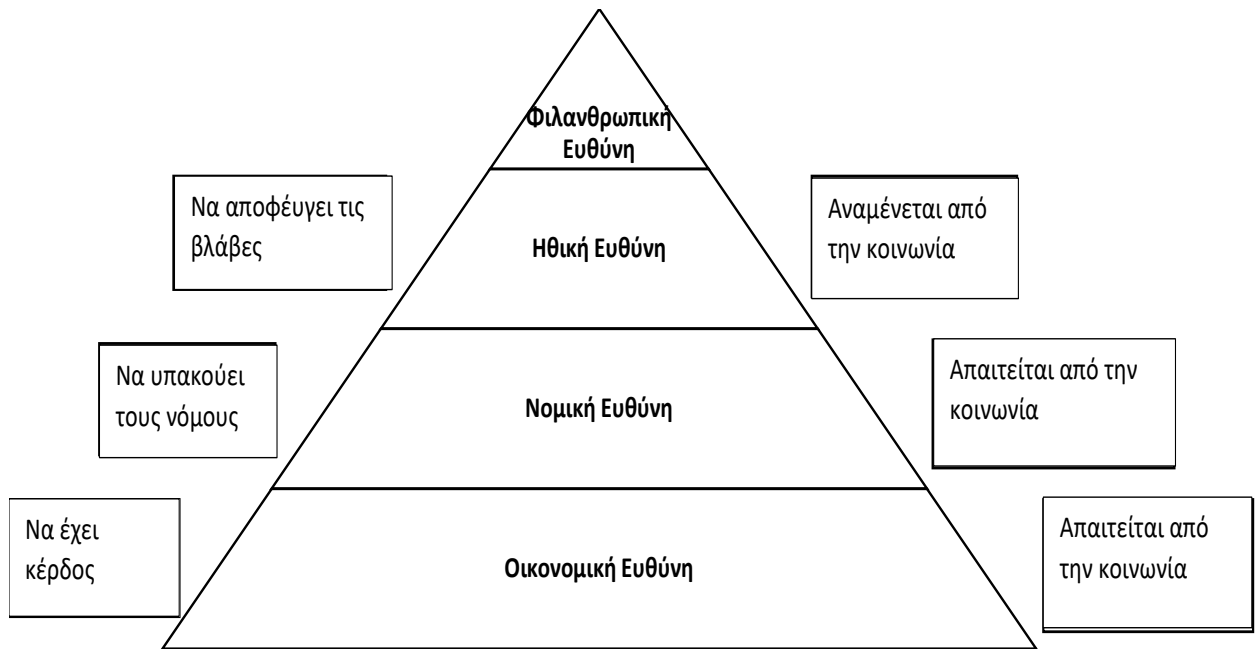 Φιλανθρωπική
Ευθύνη
Να αποφέυγει τις
βλάβες
Ηθική Ευθύνη
Αναμένεται από
την κοινωνία
Να υπακούει
τους νόμους
Νομική Ευθύνη
Απαιτείται από την
κοινωνία
Να έχει
κέρδος
Οικονομική Ευθύνη
Απαιτείται από
την κοινωνία